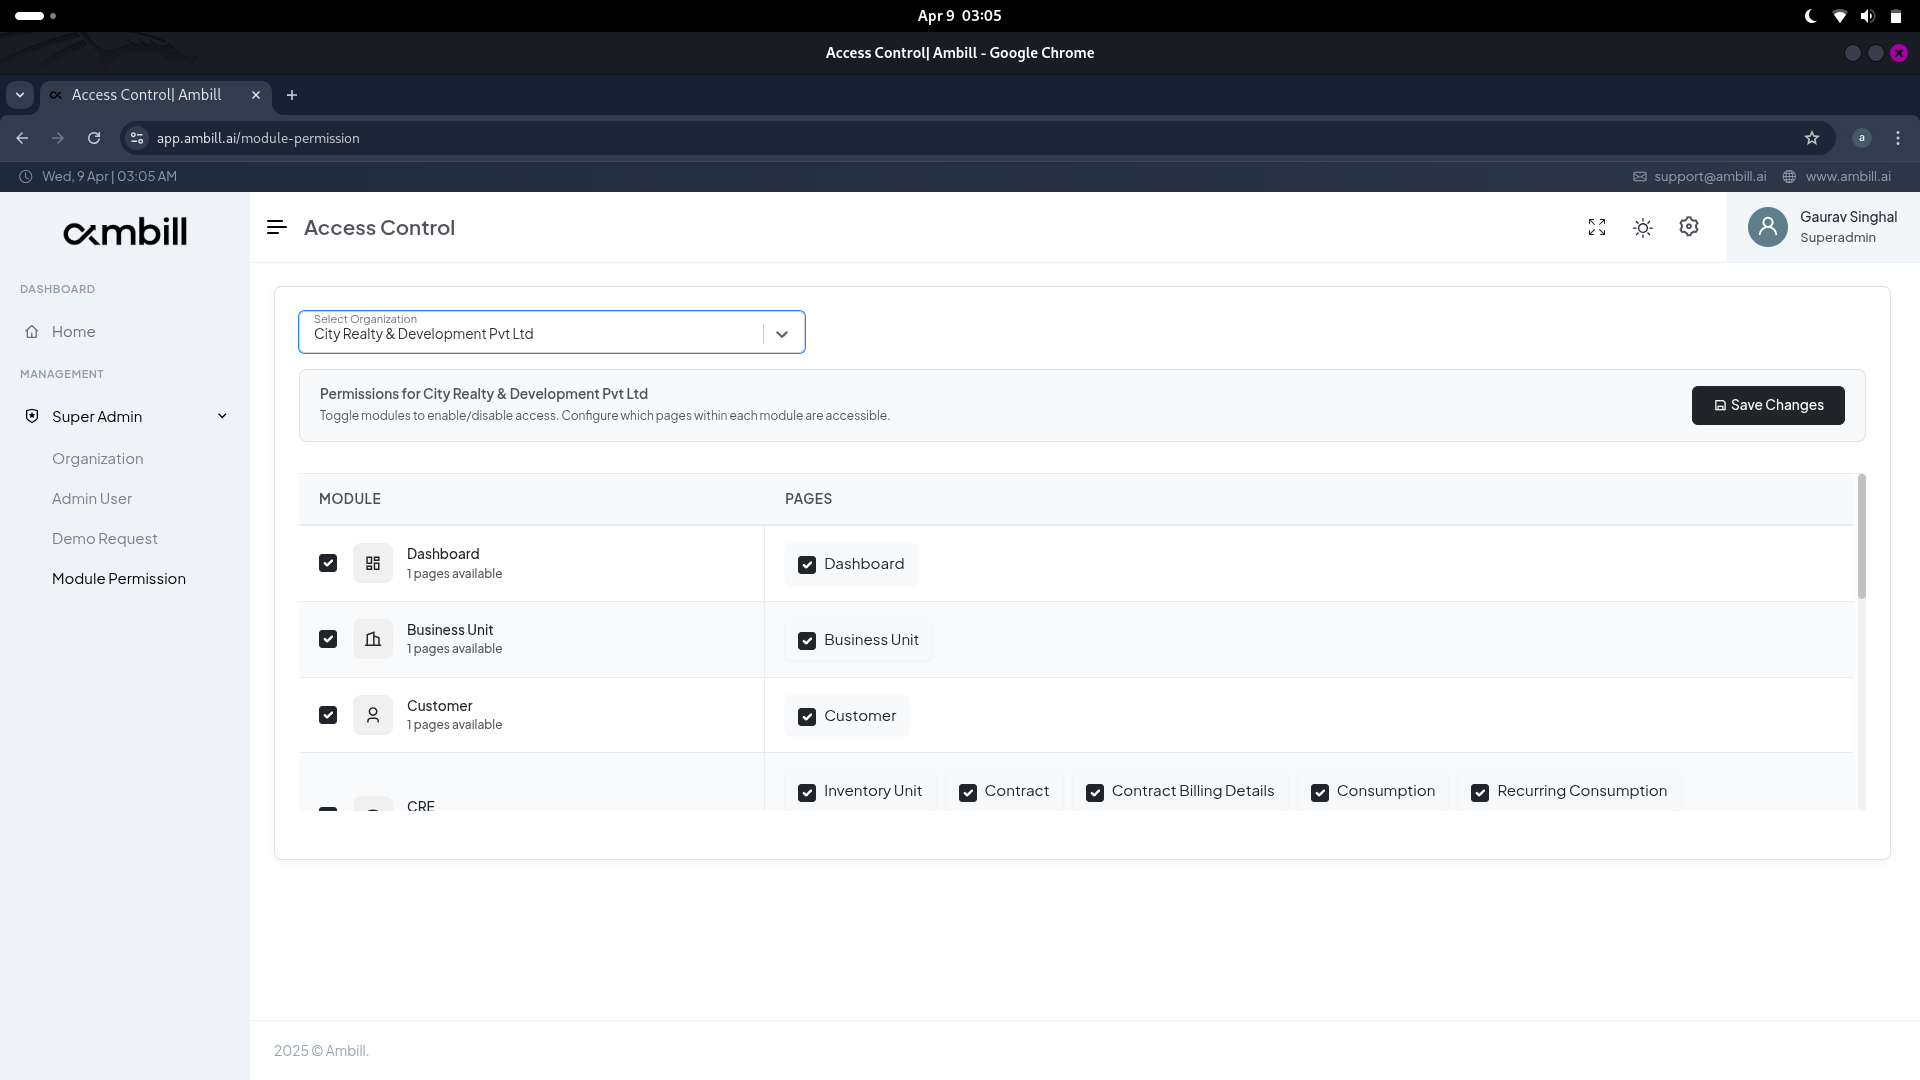 Apr 9 03:05
Access Control| Ambill - Google Chrome
Access Control| Ambill
app.ambill.ai/module-permission
a
Wed, 9 Apr | 03:05 AM
support@ambill.ai
www.ambill.ai
ambill
Access Control
Gaurav Singhal
Superadmin
DASHBOARD
Home
MANAGEMENT
Super Admin
Organization
Admin User
Demo Request
Module Permission
Select Organization
City Realty & Development Pvt Ltd
Permissions for City Realty & Development Pvt Ltd
Toggle modules to enable/disable access. Configure which pages within each module are accessible.
Save Changes
MODULE PAGES
Dashboard
1 pages available
Dashboard
Business Unit
1 pages available
Business Unit
Customer
1 pages available
Customer
CRE
Inventory Unit Contract Contract Billing Details Consumption Recurring Consumption
2025 © Ambill.